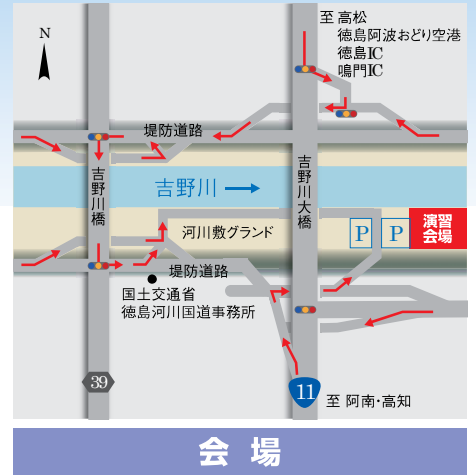 N
至 高松
徳島阿波おどり空港
徳島IC
鳴門IC
堤防道路
吉野川橋
吉野川
吉野川大橋
河川敷グランド
P
P
演習
会場
堤防道路
国土交通省
徳島河川国道事務所
39
11
至 阿南・高知
会場